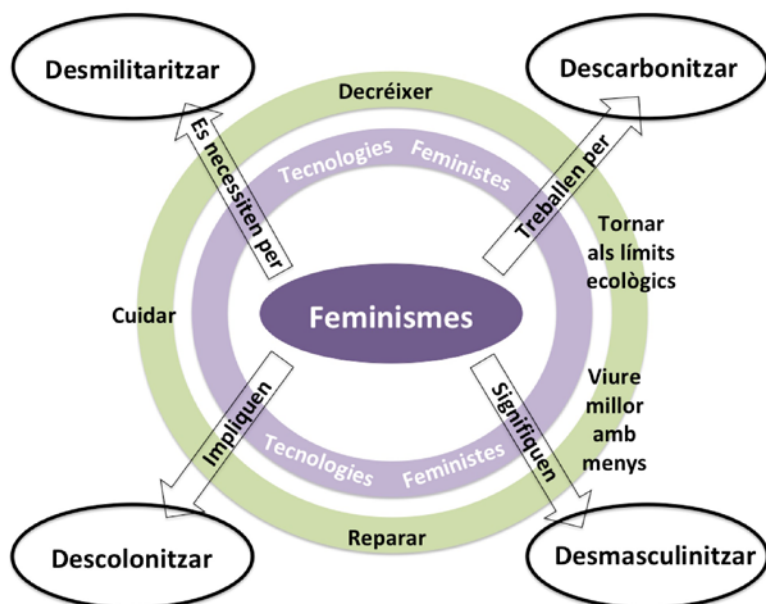 Desmilitaritzar
Descarbonitzar
Decréixer
Es necessiten per
Tecnologies Feministes
Treballen per
Tornar
als límits
ecològics
Cuidar
Feminismes
Viure
millor
amb
menys
Impliquen
Signifiquen
Tecnologies Feministes
Reparar
Descolonitzar
Desmasculinitzar